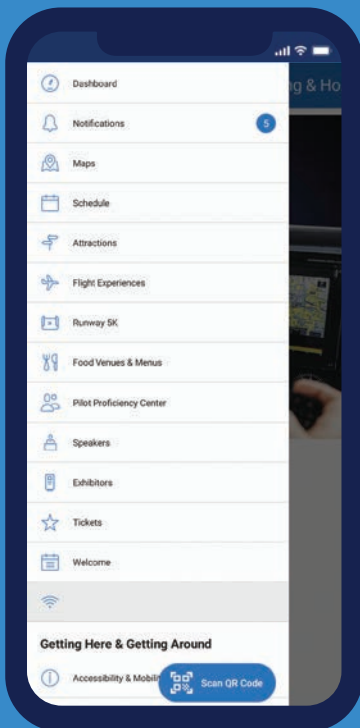 ng & Ho
Dashboard
Notifications 5
Maps
Schedule
Attractions
Flight Experiences
Runway 5K
Food Venues & Menus
Pilot Proficiency Center
Speakers
Exhibitors
Tickets
Welcome
Getting Here & Getting Around
Accessibility & Mobili
Scan QR Code